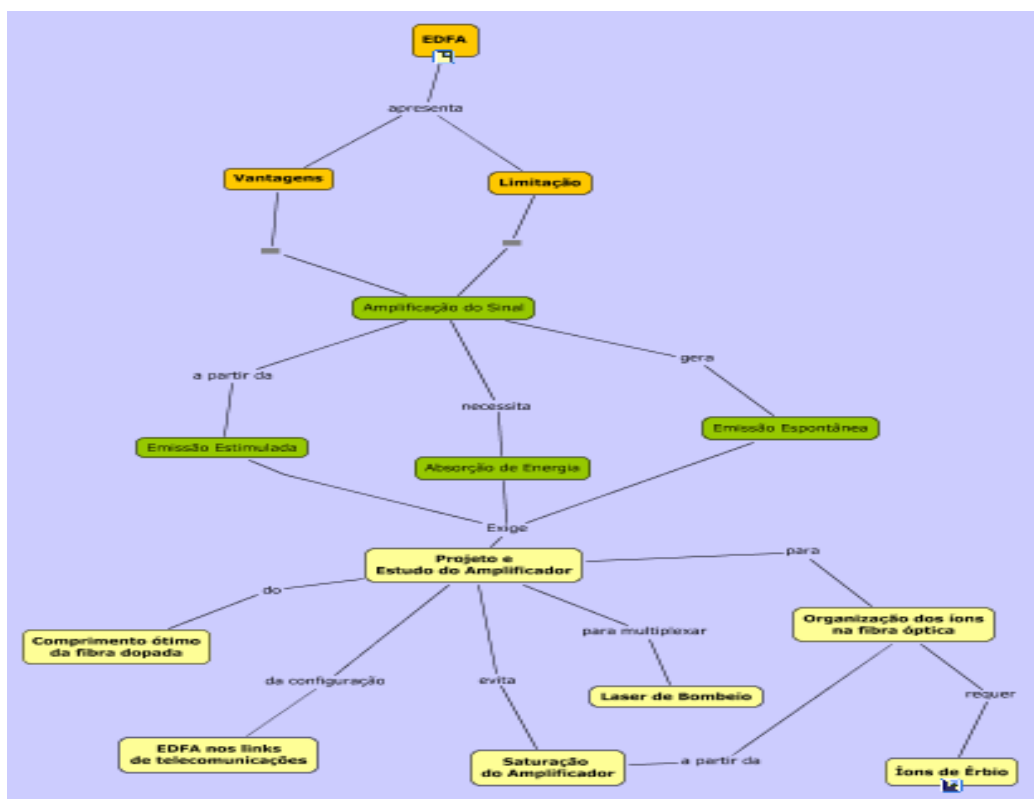 EDFA
apresenta
Vantagens
Limitação
Amplificação do Sinal
a partir da
gera
necessita
Emissão Estimulada
Emissão Espontânea
Absorção de Energia
Exige
Projeto e
Estudo do Amplificador
para
do
Comprimento ótimo
da fibra dopada
Organização dos íons
na fibra óptica
para multiplexar
da configuração
evita
Laser de Bombeio
requer
EDFA nos links
de telecomunicações
Saturação
do Amplificador
a partir da
Íons de Érbio